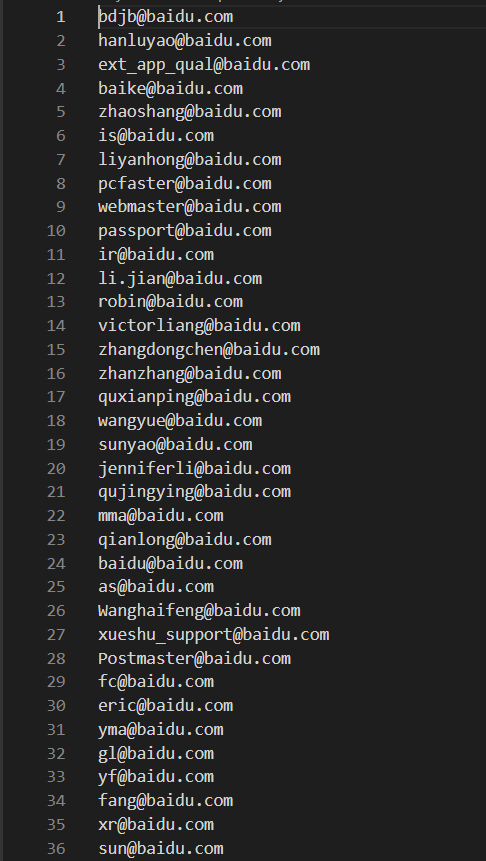 1 bdjb@baidu.com
2 hanluyao@baidu.com
3 ext_app_qual@baidu.com
4 baike@baidu.com
5 zhaoshang@baidu.com
6 is@baidu.com
7 liyanhong@baidu.com
8 pcfaster@baidu.com
9 webmaster@baidu.com
10 passport@baidu.com
11 ir@baidu.com
12 li.jian@baidu.com
13 robin@baidu.com
14 victorliang@baidu.com
15 zhangdongchen@baidu.com
16 zhanzhang@baidu.com
17 quxianping@baidu.com
18 wangyue@baidu.com
19 sunyao@baidu.com
20 jenniferli@baidu.com
21 qujingying@baidu.com
22 mma@baidu.com
23 qianlong@baidu.com
24 baidu@baidu.com
25 as@baidu.com
26 Wanghaifeng@baidu.com
27 xueshu_support@baidu.com
28 Postmaster@baidu.com
29 fc@baidu.com
30 eric@baidu.com
31 yma@baidu.com
32 gl@baidu.com
33 yf@baidu.com
34 fang@baidu.com
35 xr@baidu.com
36 sun@baidu.com